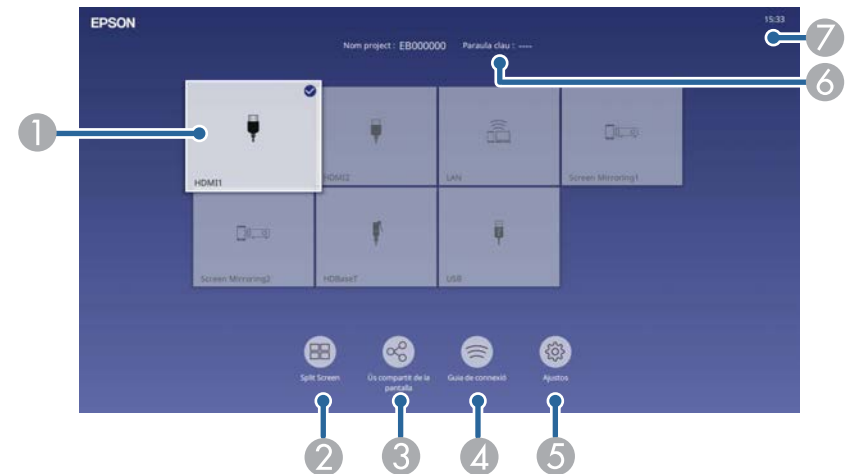 EPSON
15:33
Nom project : EB000000 Paraula clau : ----
7
6
1
HDMI1
HDMI2
LAN
Screen Mirroring1
Screen Mirroring2
HDBaseT
USB
Split Screen
Ús compartit de la
pantalla
Guia de connexió
Ajustos
2
3
4
5